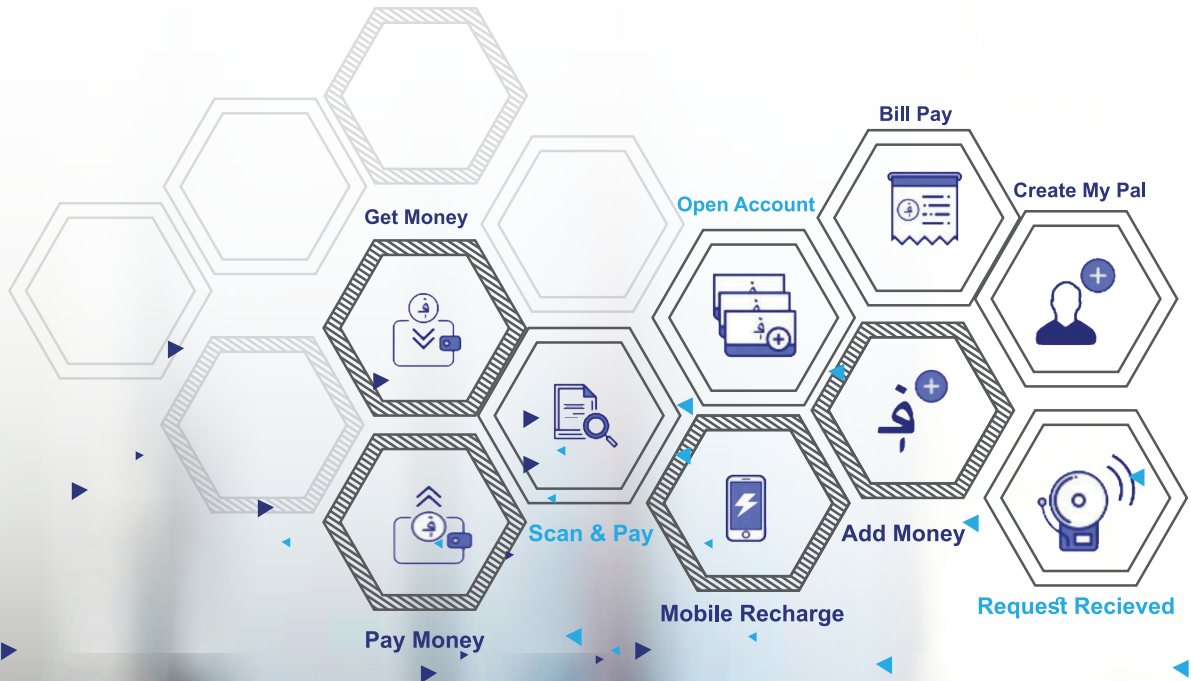 Bill Pay
Create My Pal
Open Account
Get Money
Scan & Pay
Add Money
Mobile Recharge
Request Recieved
Pay Money
؋
؋
؋
؋
؋